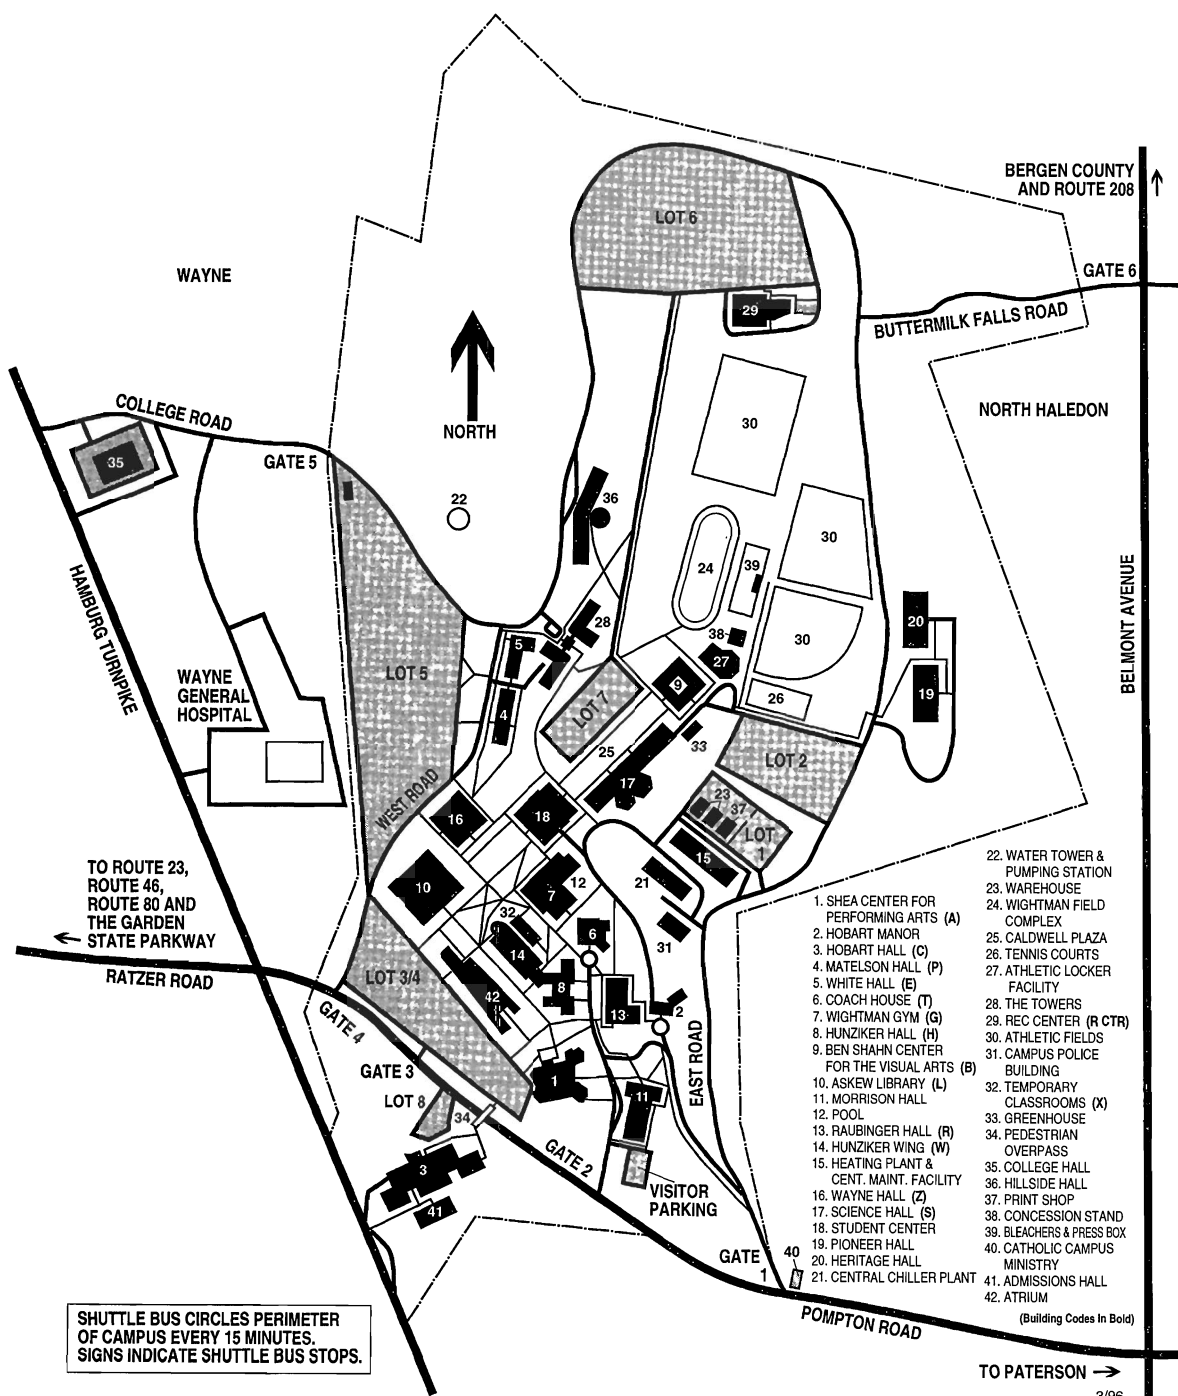 BERGEN COUNTY
AND ROUTE 208
LOT 6
WAYNE
GATE 6
29
BUTTERMILK FALLS ROAD
NORTH
COLLEGE ROAD
30
NORTH HALEDON
35
GATE 5
22
36
30
24
39
HAMBURG TURNPIKE
BELMONT AVENUE
28
38
30
20
5
27
LOT 5
9
19
WAYNE
GENERAL
HOSPITAL
4
LOT 7
26
25
33
LOT 2
17
WEST ROAD
23
37
16
18
LOT
1
15
10
12
21
7
TO ROUTE 23,
ROUTE 46,
ROUTE 80 AND
THE GARDEN
STATE PARKWAY
32
6
31
14
RATZER ROAD
LOT 3/4
8
42
13
2
GATE 4
EAST ROAD
GATE 3
1
11
LOT 8
34
3
GATE 2
VISITOR
PARKING
41
GATE
1
40
POMPTON ROAD
TO PATERSON
3/96
1. SHEA CENTER FOR
PERFORMING ARTS (A)
2. HOBART MANOR
3. HOBART HALL (C)
4. MATELSON HALL (P)
5. WHITE HALL (E)
6. COACH HOUSE (T)
7. WIGHTMAN GYM (G)
8. HUNZIKER HALL (H)
9. BEN SHAHN CENTER
FOR THE VISUAL ARTS (B)
10. ASKEW LIBRARY (L)
11. MORRISON HALL
12. POOL
13. RAUBINGER HALL (R)
14. HUNZIKER WING (W)
15. HEATING PLANT &
CENT. MAINT. FACILITY
16. WAYNE HALL (Z)
17. SCIENCE HALL (S)
18. STUDENT CENTER
19. PIONEER HALL
20. HERITAGE HALL
21. CENTRAL CHILLER PLANT
22. WATER TOWER &
PUMPING STATION
23. WAREHOUSE
24. WIGHTMAN FIELD
COMPLEX
25. CALDWELL PLAZA
26. TENNIS COURTS
27. ATHLETIC LOCKER
FACILITY
28. THE TOWERS
29. REC CENTER (R CTR)
30. ATHLETIC FIELDS
31. CAMPUS POLICE
BUILDING
32. TEMPORARY
CLASSROOMS (X)
33. GREENHOUSE
34. PEDESTRIAN
OVERPASS
35. COLLEGE HALL
36. HILLSIDE HALL
37. PRINT SHOP
38. CONCESSION STAND
39. BLEACHERS & PRESS BOX
40. CATHOLIC CAMPUS
MINISTRY
41. ADMISSIONS HALL
42. ATRIUM
(Building Codes In Bold)
SHUTTLE BUS CIRCLES PERIMETER
OF CAMPUS EVERY 15 MINUTES.
SIGNS INDICATE SHUTTLE BUS STOPS.